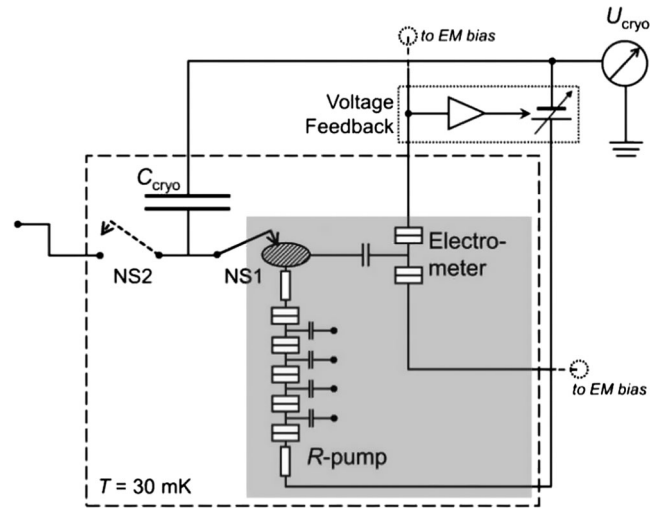 Ucryo
to EM bias
Voltage
Feedback
Ccryo
Electro-
meter
NS2
NS1
to EM bias
R-pump
T = 30 mK